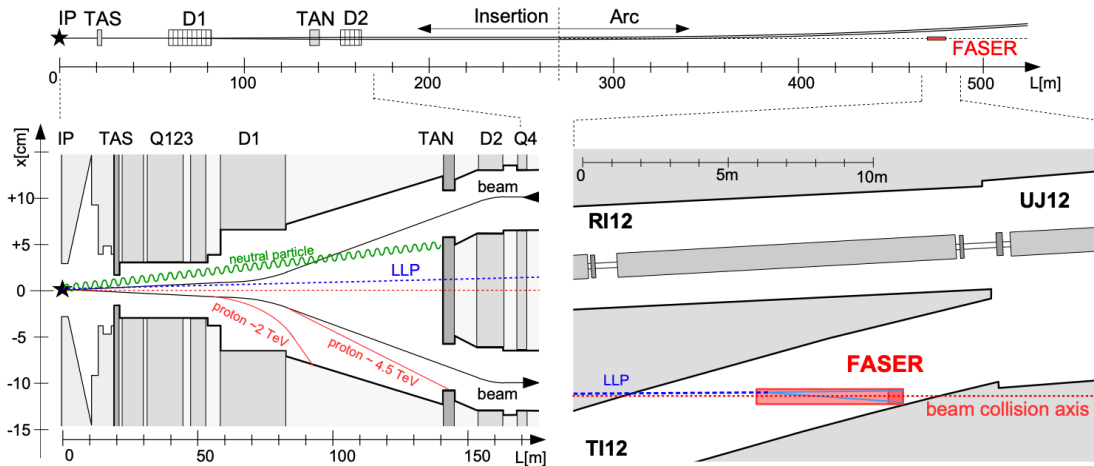 IP TAS D1 TAN D2 Insertion Arc
FASER
0 100 200 300 400 500 L[m]
x[cm]
IP TAS Q123 D1 TAN D2 Q4
+10
+5
0
-5
-10
-15
beam
neutral particle
LLP
proton ~2 TeV
proton ~ 4.5 TeV
beam
0 50 100 150 L[m]
0 5m 10m
RI12
UJ12
FASER
LLP
beam collision axis
TI12